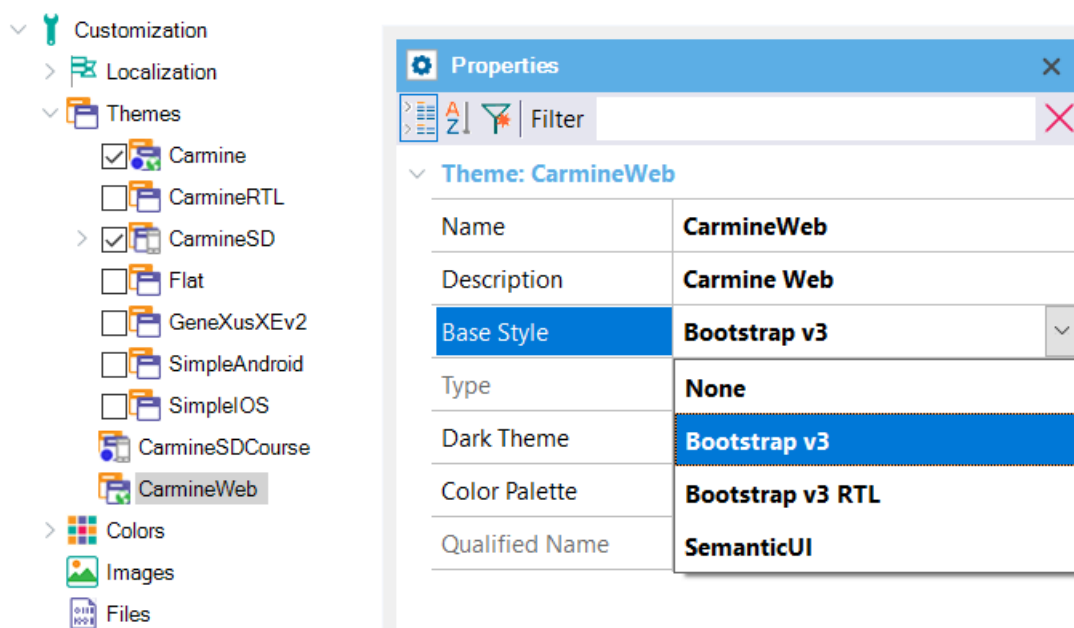 Customization
Localization
Themes
Carmine
CarmineRTL
CarmineSD
Flat
GeneXusXEv2
SimpleAndroid
SimpleIOS
CarmineSDCourse
CarmineWeb
Colors
Images
Files
Properties
Filter
Theme: CarmineWeb
Name CarmineWeb
Description Carmine Web
Base Style Bootstrap v3
Type
None
Bootstrap v3
Dark Theme
Color Palette
Bootstrap v3 RTL
Qualified Name
SemanticUI